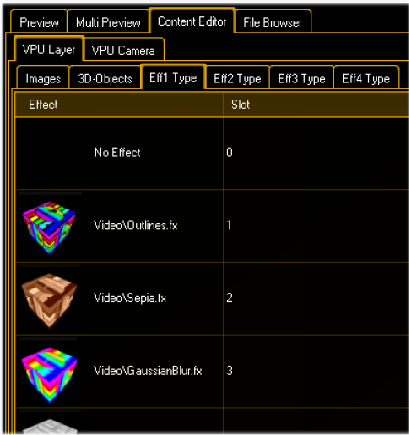 Preview Multi Preview Content Editor File Browser
VPU Layer VPU Camera
Images 3D-Objects Eff1 Type Eff2 Type Eff3 Type Eff4 Type
Effect Slot
No Effect 0
Video\Outlines.fx 1
Video\Sepia.fx 2
Video\GaussianBlur.fx 3